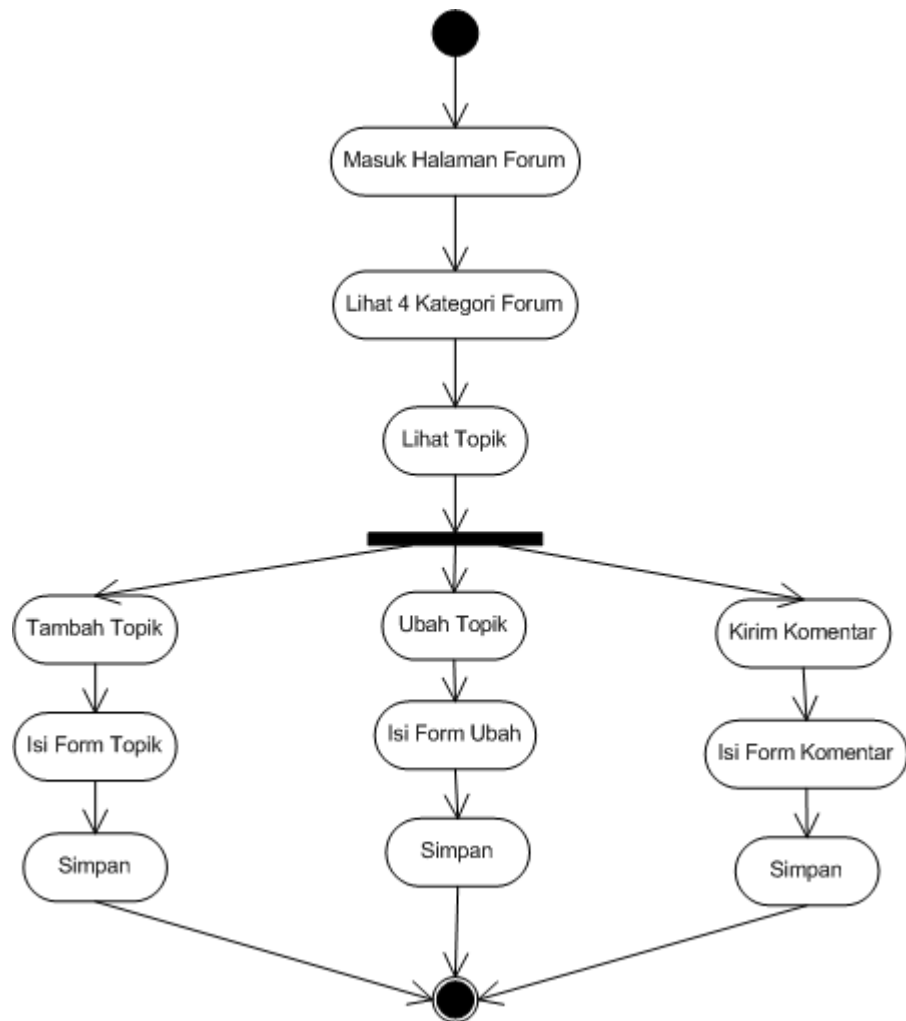 Masuk Halaman Forum
Lihat 4 Kategori Forum
Lihat Topik
Tambah Topik
Ubah Topik
Kirim Komentar
Isi Form Topik
Isi Form Ubah
Isi Form Komentar
Simpan
Simpan
Simpan